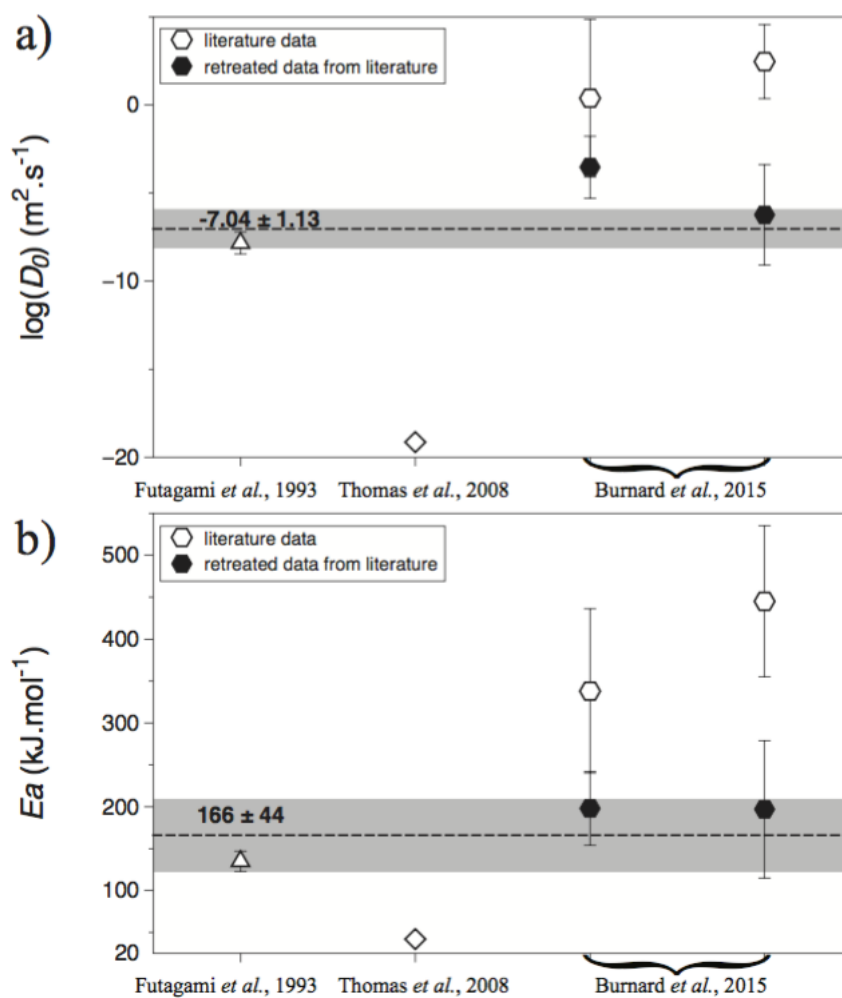 a)
literature data
retreated data from literature
log(D₀) (m².s⁻¹)
0
-7.04 ± 1.13
−10
−20
Futagami et al., 1993 Thomas et al., 2008 Burnard et al., 2015
b)
literature data
retreated data from literature
Ea (kJ.mol⁻¹)
500
400
300
200
166 ± 44
100
20
Futagami et al., 1993 Thomas et al., 2008 Burnard et al., 2015